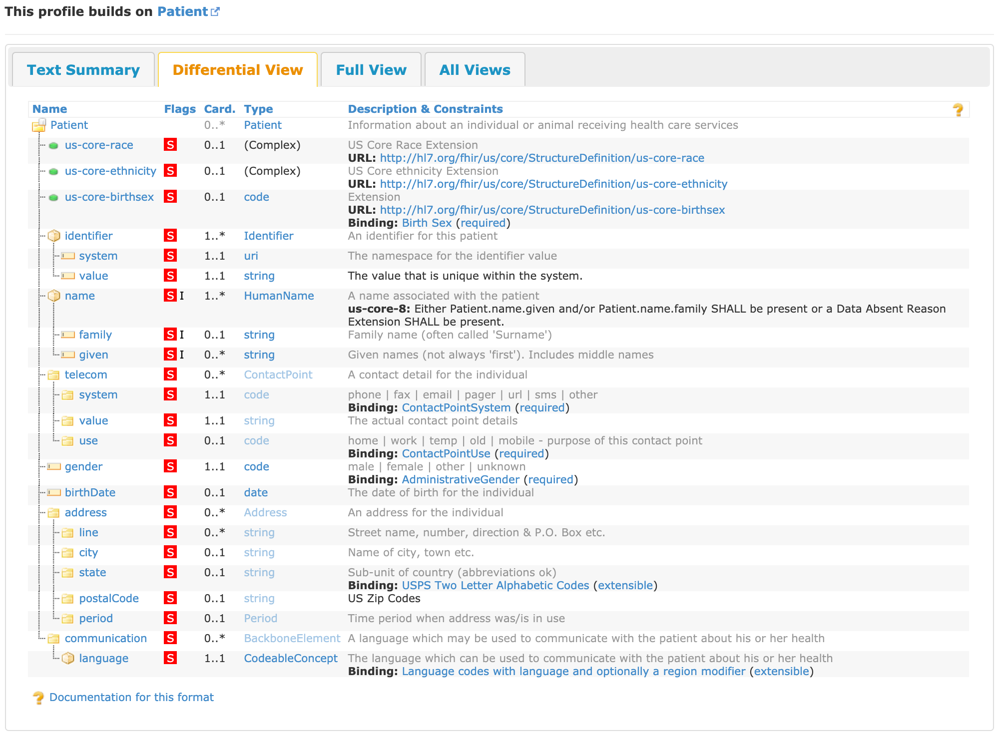 This profile builds on Patient
Text Summary Differential View Full View All Views
Name Flags Card. Type Description & Constraints
Patient 0..* Patient Information about an individual or animal receiving health care services
us-core-race S 0..1 (Complex) US Core Race Extension
URL: http://hl7.org/fhir/us/core/StructureDefinition/us-core-race
us-core-ethnicity S 0..1 (Complex) US Core ethnicity Extension
URL: http://hl7.org/fhir/us/core/StructureDefinition/us-core-ethnicity
us-core-birthsex S 0..1 code Extension
URL: http://hl7.org/fhir/us/core/StructureDefinition/us-core-birthsex
Binding: Birth Sex (required)
identifier S 1..* Identifier An identifier for this patient
system S 1..1 uri The namespace for the identifier value
value S 1..1 string The value that is unique within the system.
name S I 1..* HumanName A name associated with the patient
us-core-8: Either Patient.name.given and/or Patient.name.family SHALL be present or a Data Absent Reason
Extension SHALL be present.
family S I 0..1 string Family name (often called 'Surname')
given S I 0..* string Given names (not always 'first'). Includes middle names
telecom S 0..* ContactPoint A contact detail for the individual
system S 1..1 code phone | fax | email | pager | url | sms | other
Binding: ContactPointSystem (required)
value S 1..1 string The actual contact point details
use S 0..1 code home | work | temp | old | mobile - purpose of this contact point
Binding: ContactPointUse (required)
gender S 1..1 code male | female | other | unknown
Binding: AdministrativeGender (required)
birthDate S 0..1 date The date of birth for the individual
address S 0..* Address An address for the individual
line S 0..* string Street name, number, direction & P.O. Box etc.
city S 0..1 string Name of city, town etc.
state S 0..1 string Sub-unit of country (abbreviations ok)
Binding: USPS Two Letter Alphabetic Codes (extensible)
postalCode S 0..1 string US Zip Codes
period S 0..1 Period Time period when address was/is in use
communication S 0..* BackboneElement A language which may be used to communicate with the patient about his or her health
language S 1..1 CodeableConcept The language which can be used to communicate with the patient about his or her health
Binding: Language codes with language and optionally a region modifier (extensible)
Documentation for this format